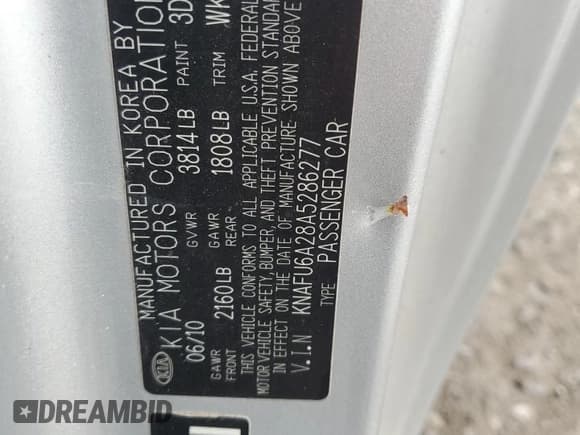 MANUFACTURED IN KOREA BY
KIA MOTORS CORPORATION
KIA
06/10 GVWR 3814LB PAINT 3D
GAWR FRONT 2160LB GAWR REAR 1808LB TRIM WK
THIS VEHICLE CONFORMS TO ALL APPLICABLE U.S.A. FEDERAL
MOTOR VEHICLE SAFETY, BUMPER, AND THEFT PREVENTION STANDAR
IN EFFECT ON THE DATE OF MANUFACTURE SHOWN ABOVE
V.I.N KNAFU6A28A5286277
TYPE PASSENGER CAR
DREAMBID